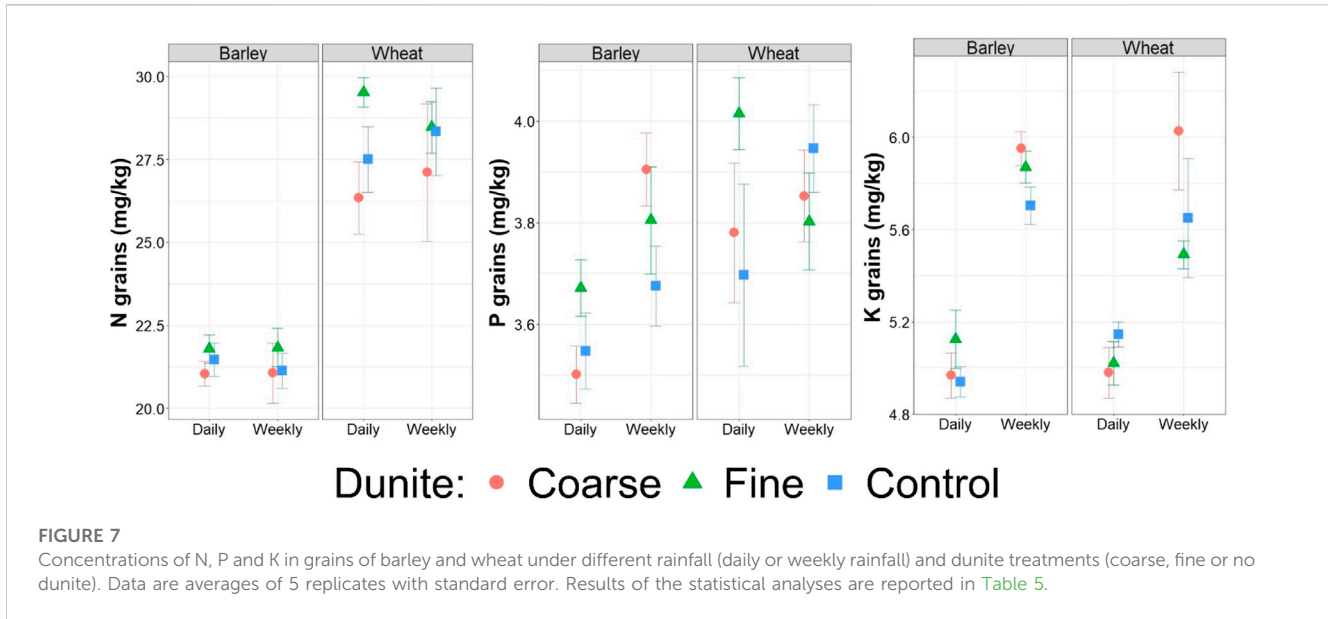 Barley Wheat
Barley Wheat
Barley Wheat
N grains (mg/kg)
30.0
27.5
25.0
22.5
20.0
Daily Weekly Daily Weekly
P grains (mg/kg)
4.0
3.8
3.6
Daily Weekly Daily Weekly
K grains (mg/kg)
6.0
5.6
5.2
4.8
Daily Weekly Daily Weekly
Dunite: Coarse Fine Control
FIGURE 7
Concentrations of N, P and K in grains of barley and wheat under different rainfall (daily or weekly rainfall) and dunite treatments (coarse, fine or no
dunite). Data are averages of 5 replicates with standard error. Results of the statistical analyses are reported in Table 5.